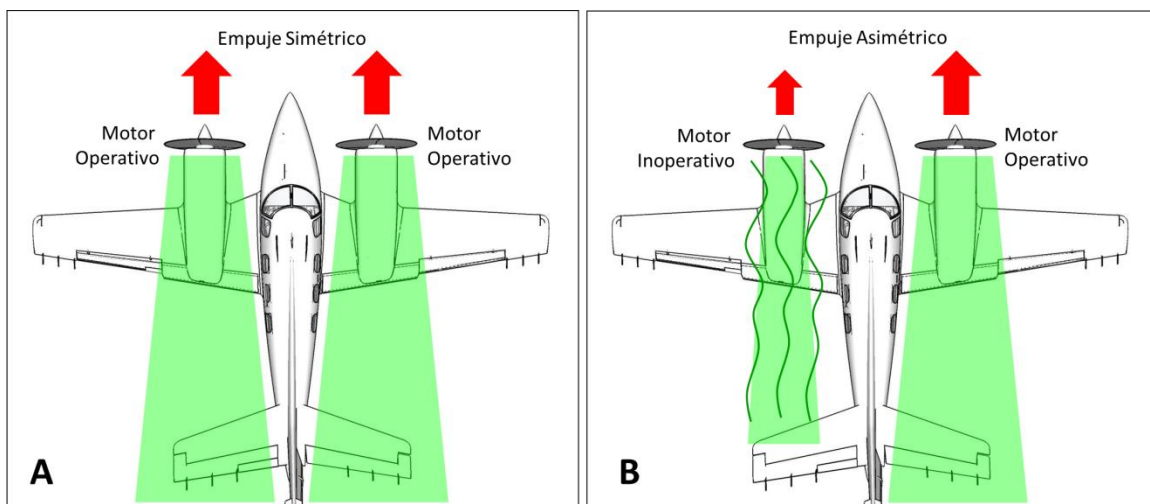 Empuje Simétrico
Motor
Operativo
Motor
Operativo
A
Empuje Asimétrico
Motor
Inoperativo
Motor
Operativo
B